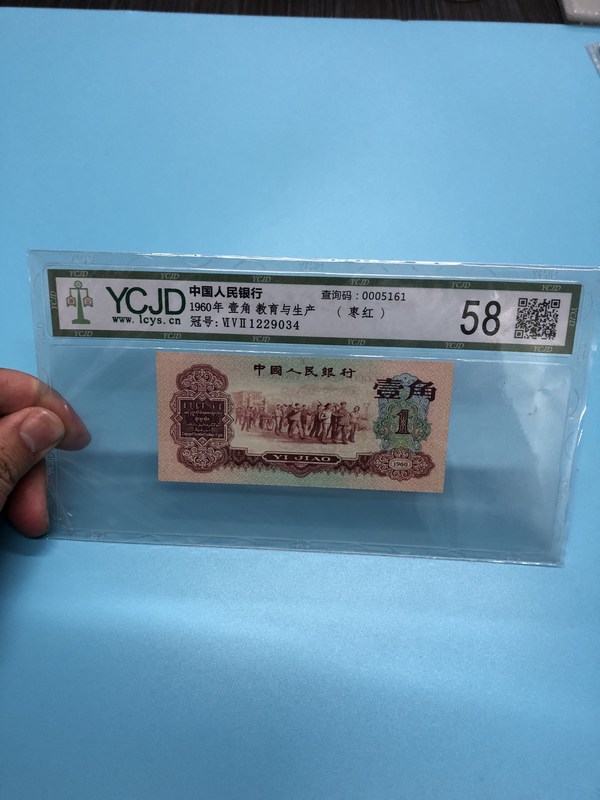 YCJD
www.lcys.cn
中国人民银行
1960年 壹角 教育与生产
冠号:ⅥⅤⅡ1229034
查询码:0005161
(枣红)
58
中國人民银行
壹角
1
YI JIAO
1960